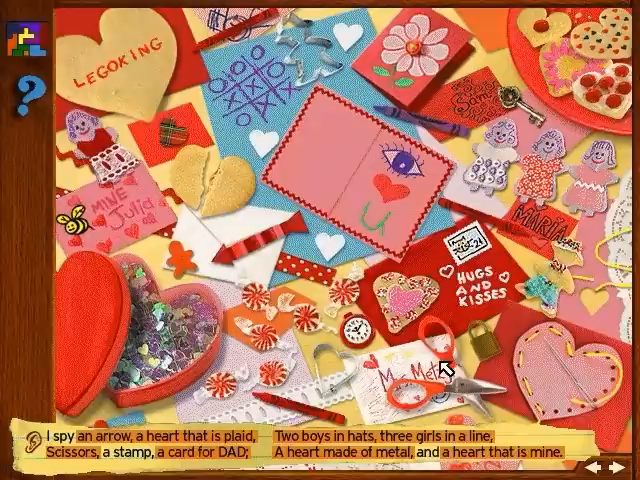 LEGOKING
MINE
Julia
MARIA
HUGS
AND
KISSES
I spy an arrow, a heart that is plaid,
Scissors, a stamp, a card for DAD;
Two boys in hats, three girls in a line,
A heart made of metal, and a heart that is mine.
?